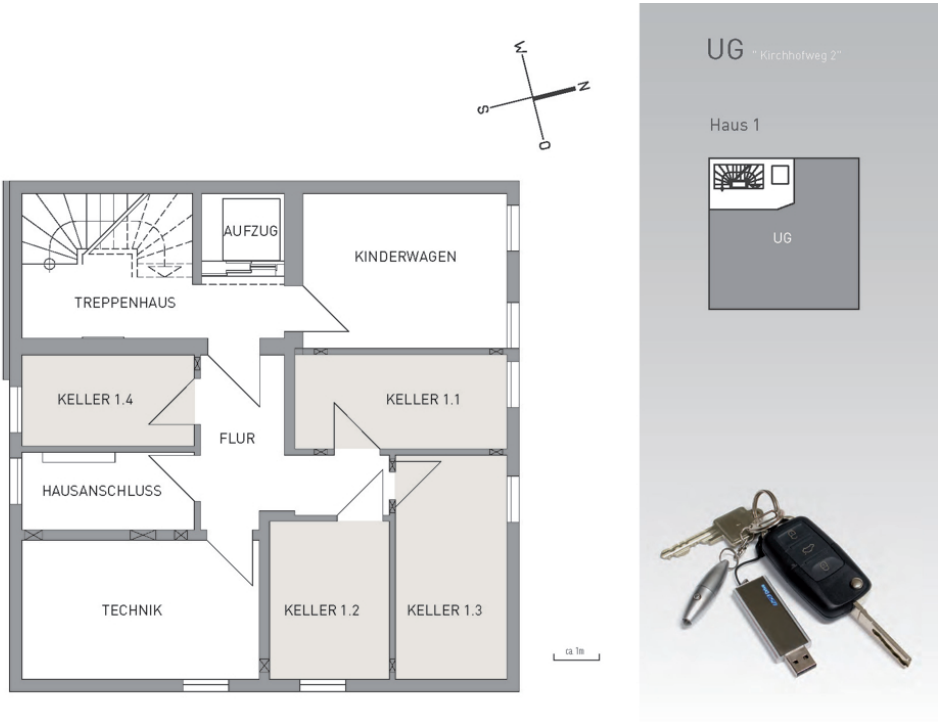 W
N
S
O
AUFZUG
KINDERWAGEN
TREPPENHAUS
KELLER 1.4
KELLER 1.1
FLUR
HAUSANSCHLUSS
TECHNIK
KELLER 1.2
KELLER 1.3
ca. 1m
UG " Kirchhofweg 2"
Haus 1
UG